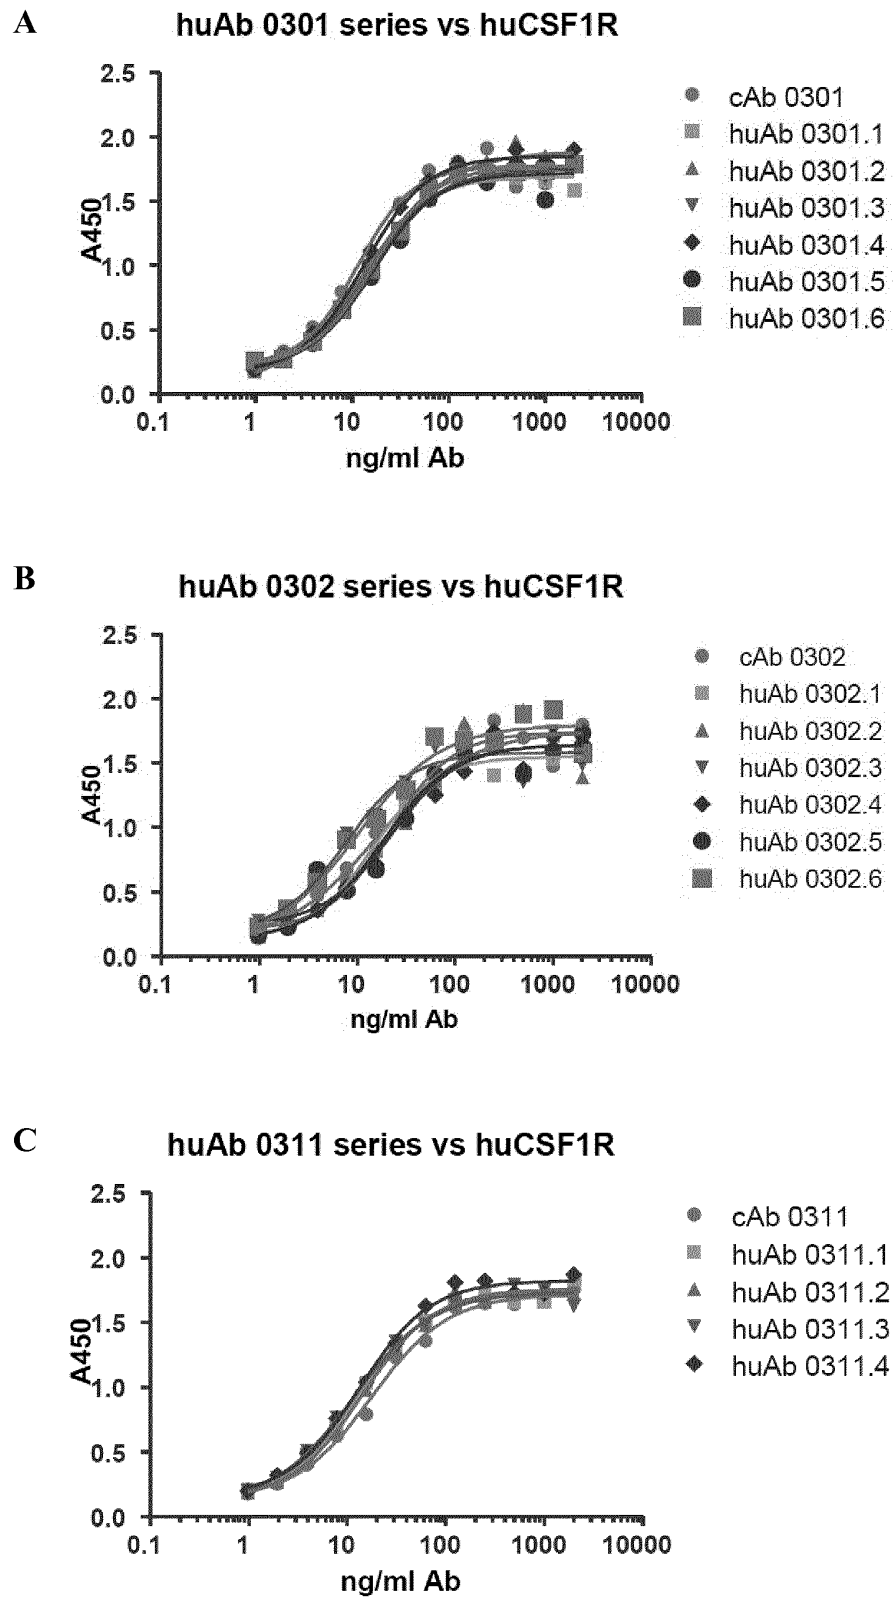 A
huAb 0301 series vs huCSF1R
2.5
2.0
1.5
1.0
0.5
0.0
A450
0.1 1 10 100 1000 10000
ng/ml Ab
cAb 0301
huAb 0301.1
huAb 0301.2
huAb 0301.3
huAb 0301.4
huAb 0301.5
huAb 0301.6
B
huAb 0302 series vs huCSF1R
2.5
2.0
1.5
1.0
0.5
0.0
A450
0.1 1 10 100 1000 10000
ng/ml Ab
cAb 0302
huAb 0302.1
huAb 0302.2
huAb 0302.3
huAb 0302.4
huAb 0302.5
huAb 0302.6
C
huAb 0311 series vs huCSF1R
2.5
2.0
1.5
1.0
0.5
0.0
A450
0.1 1 10 100 1000 10000
ng/ml Ab
cAb 0311
huAb 0311.1
huAb 0311.2
huAb 0311.3
huAb 0311.4